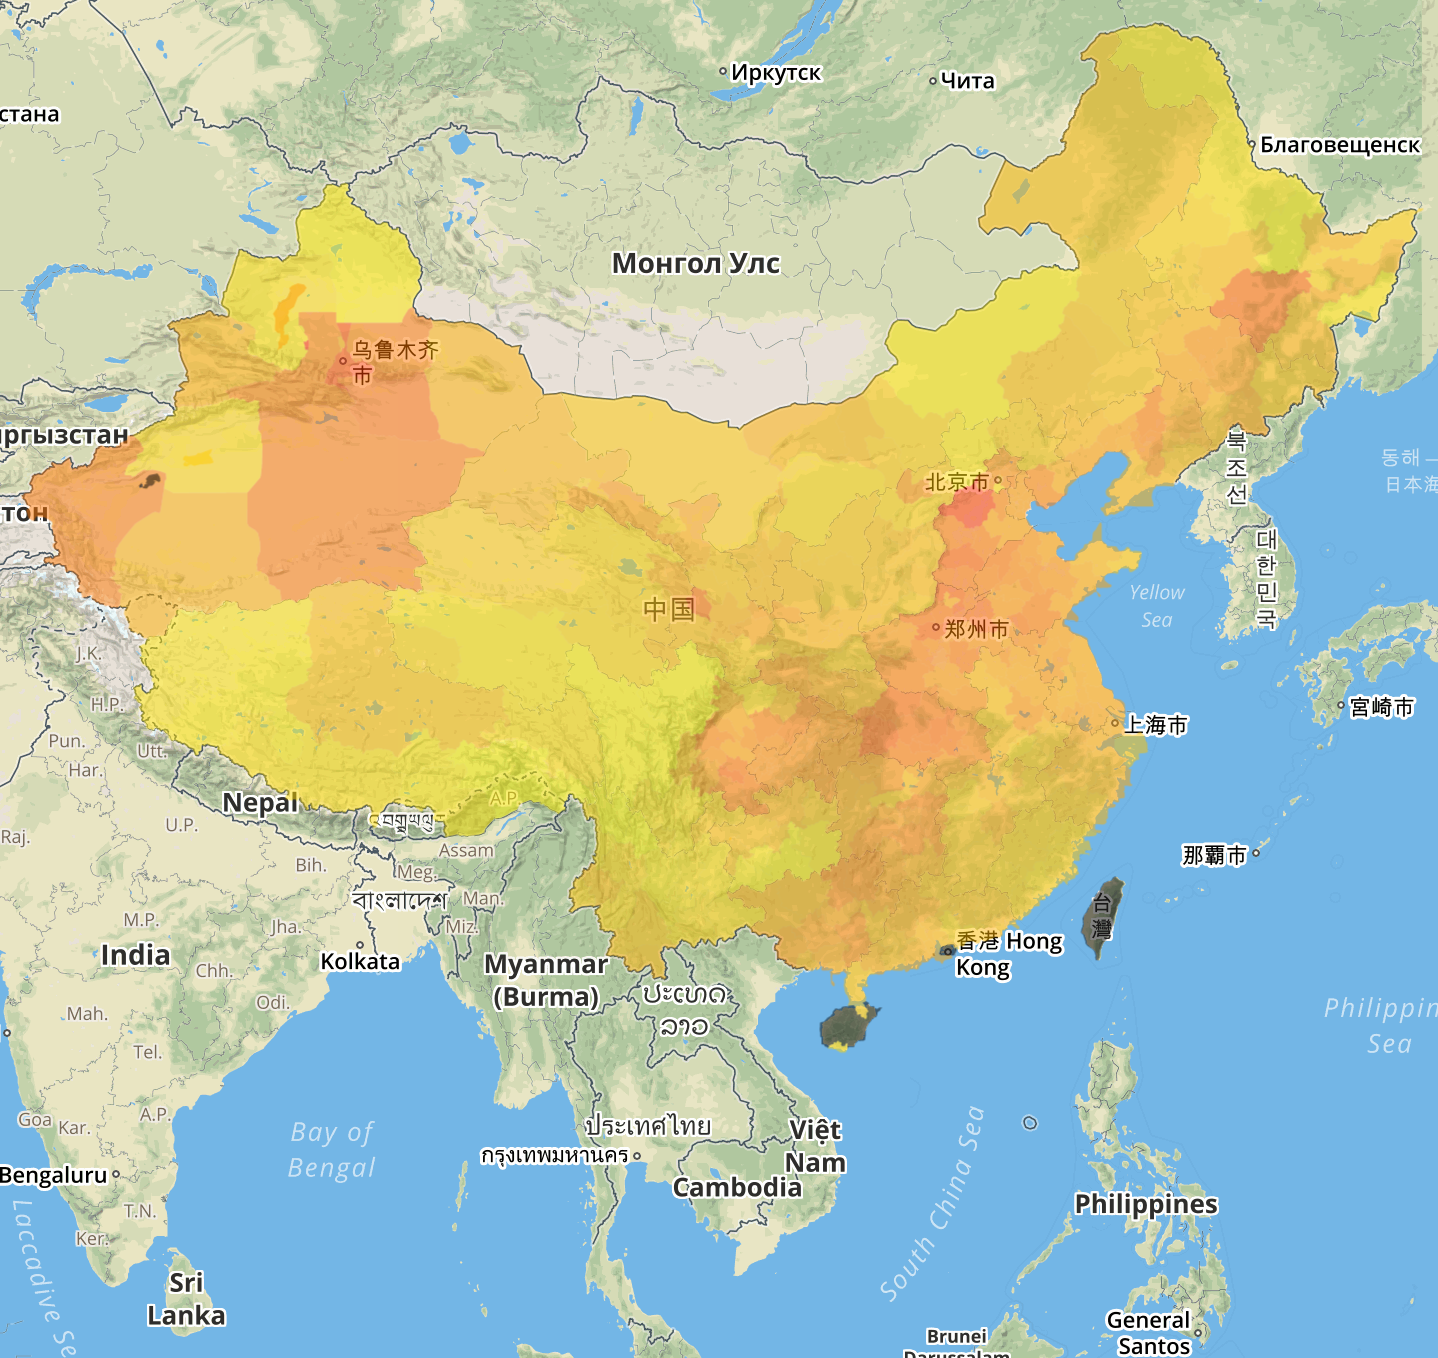 Иркутск
Чита
стана
Благовещенск
Монгол Улс
乌鲁木齐
市
ргызстан
тон
북
조
선
동해
日本海
北京市
대
한
민
국
中国
Yellow
Sea
郑州市
J.K.
H.P.
Pun.
Utt.
Har.
上海市
宮崎市
Nepal
A.P.
འབྲུག་ཡུལ
U.P.
Raj.
Assam
Bih.
Meg.
বাংলাদেশ
Man.
那覇市
台
灣
M.P.
Jha.
Miz.
India
Kolkata
Chh.
香港 Hong
Kong
Myanmar
(Burma)
ປະເທດ
ລາວ
Odi.
Mah.
Philippin
Sea
Tel.
Goa
Kar.
A.P.
Bay of
Bengal
ประเทศไทย
กรุงเทพมหานคร
Việt
Nam
Bengaluru
Cambodia
South China Sea
Philippines
T.N.
Ker.
Laccadive Se
Sri
Lanka
General
Santos
Brunei
Darussalam